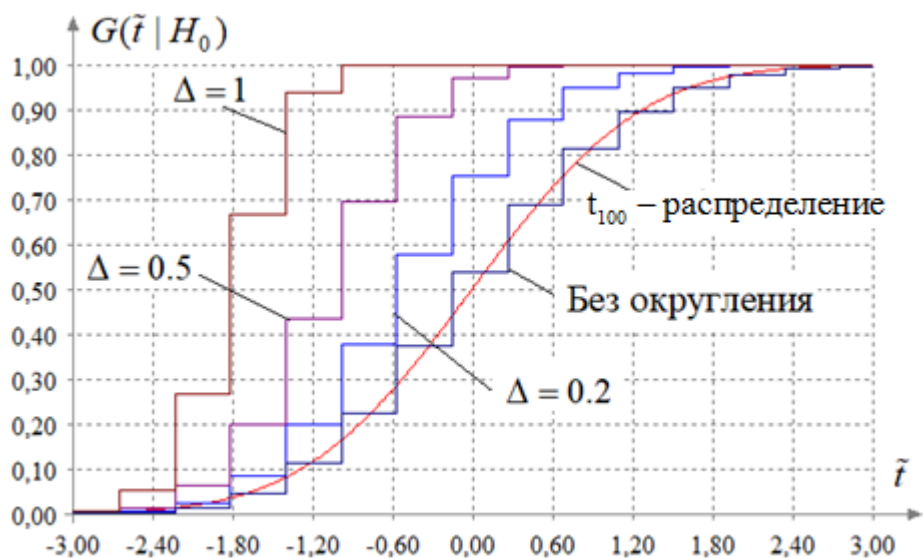 G(t̃ | H₀)
1,00
Δ = 1
0,90
0,80
0,70
t₁₀₀ – распределение
0,60
Δ = 0.5
0,50
Без округления
0,40
0,30
Δ = 0.2
0,20
0,10
t̃
0,00
-3,00 -2,40 -1,80 -1,20 -0,60 0,00 0,60 1,20 1,80 2,40 3,00